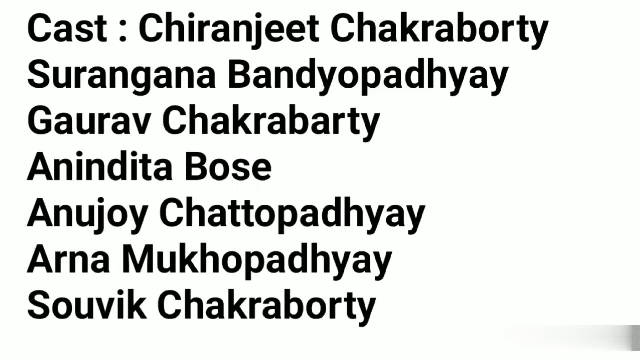 Cast : Chiranjeet Chakraborty
Surangana Bandyopadhyay
Gaurav Chakrabarty
Anindita Bose
Anujoy Chattopadhyay
Arna Mukhopadhyay
Souvik Chakraborty